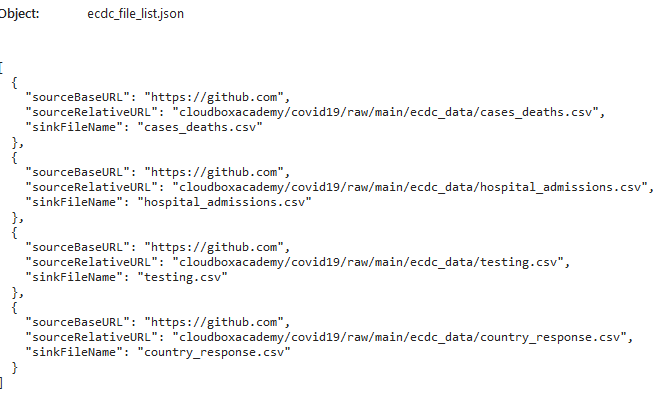 Object: ecdc_file_list.json
[
  {
    "sourceBaseURL": "https://github.com",
    "sourceRelativeURL": "cloudboxacademy/covid19/raw/main/ecdc_data/cases_deaths.csv",
    "sinkFileName": "cases_deaths.csv"
  },
  {
    "sourceBaseURL": "https://github.com",
    "sourceRelativeURL": "cloudboxacademy/covid19/raw/main/ecdc_data/hospital_admissions.csv",
    "sinkFileName": "hospital_admissions.csv"
  },
  {
    "sourceBaseURL": "https://github.com",
    "sourceRelativeURL": "cloudboxacademy/covid19/raw/main/ecdc_data/testing.csv",
    "sinkFileName": "testing.csv"
  },
  {
    "sourceBaseURL": "https://github.com",
    "sourceRelativeURL": "cloudboxacademy/covid19/raw/main/ecdc_data/country_response.csv",
    "sinkFileName": "country_response.csv"
  }
]